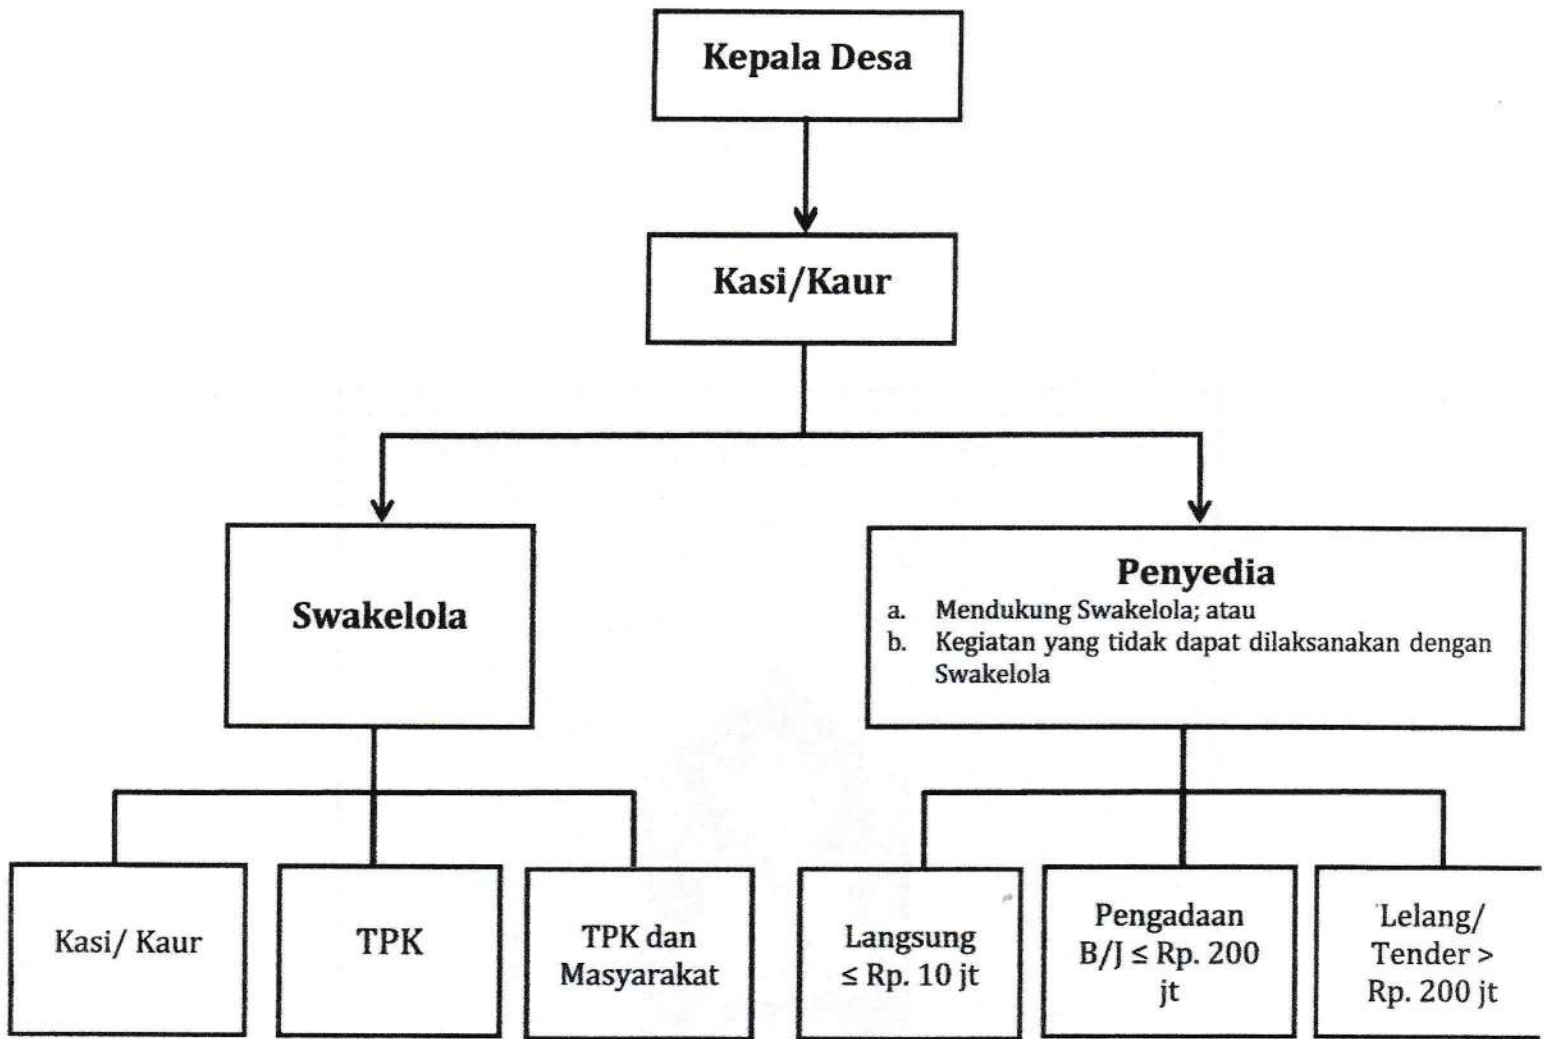 Kepala Desa
Kasi/Kaur
Swakelola
Penyedia
a. Mendukung Swakelola; atau
b. Kegiatan yang tidak dapat dilaksanakan dengan
Swakelola
Kasi/ Kaur
TPK
TPK dan
Masyarakat
Langsung
≤ Rp. 10 jt
Pengadaan
B/J ≤ Rp. 200
jt
Lelang/
Tender >
Rp. 200 jt